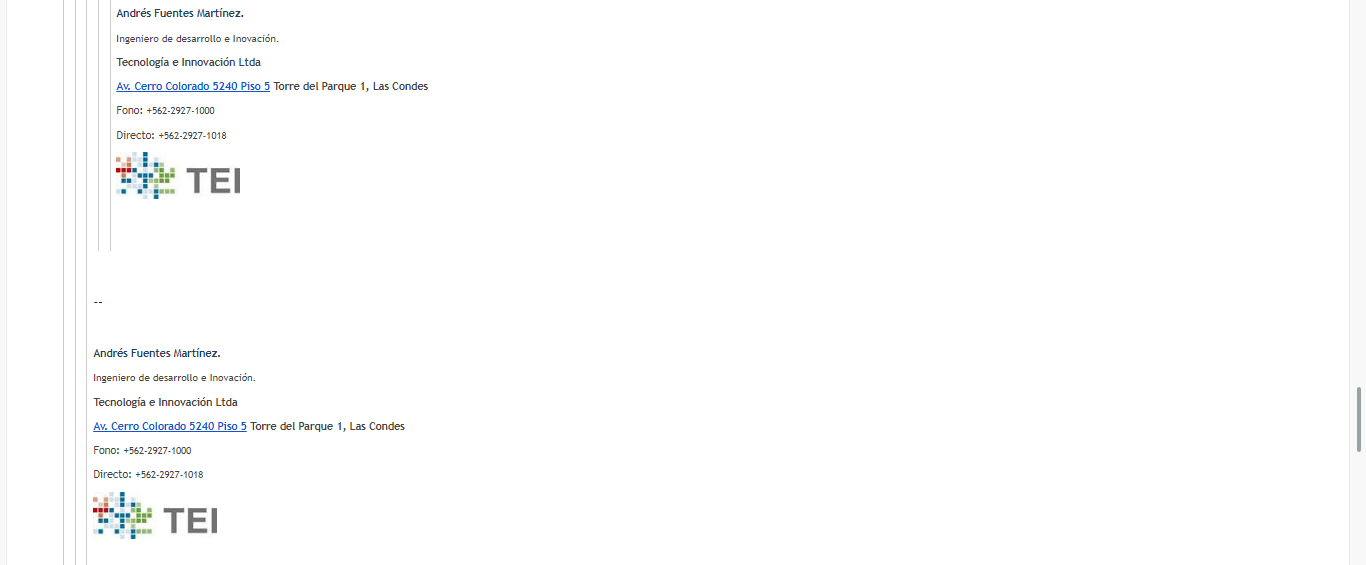 Andrés Fuentes Martínez.
Ingeniero de desarrollo e Inovación.
Tecnología e Innovación Ltda
Av. Cerro Colorado 5240 Piso 5 Torre del Parque 1, Las Condes
Fono: +562-2927-1000
Directo: +562-2927-1018
TEI
--
Andrés Fuentes Martínez.
Ingeniero de desarrollo e Inovación.
Tecnología e Innovación Ltda
Av. Cerro Colorado 5240 Piso 5 Torre del Parque 1, Las Condes
Fono: +562-2927-1000
Directo: +562-2927-1018
TEI